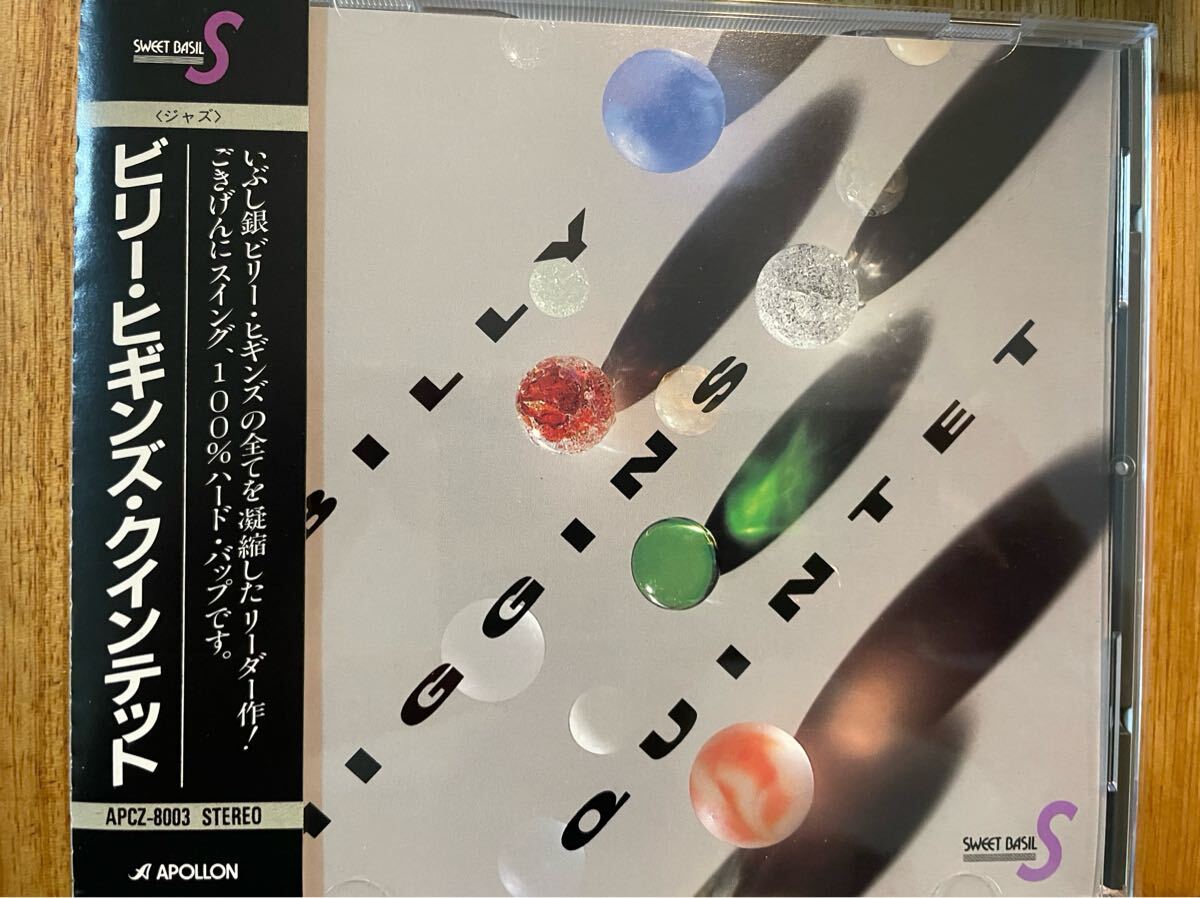 SWEET BASIL S
〈ジャズ〉
ビリー・ヒギンズ・クインテット
いぶし銀ビリー・ヒギンズの全てを凝縮したリーダー作！
ごきげんにスイング、100%ハード・バップです。
APCZ-8003 STEREO
APOLLON
BILLY
HIGGINS
QUINTET
SWEET BASIL S